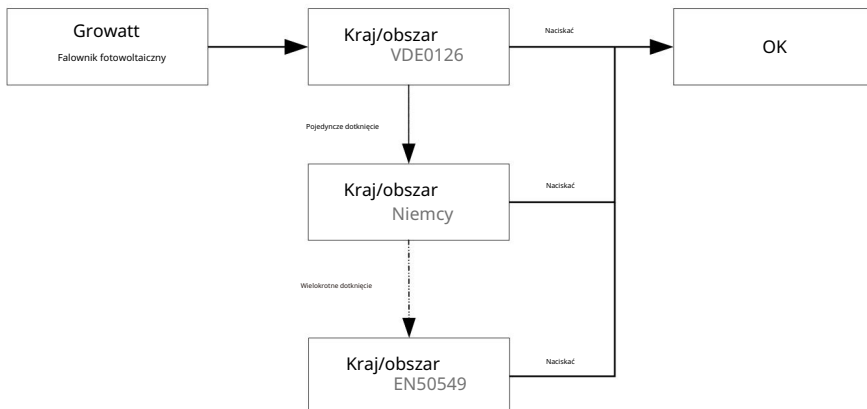 Growatt
Falownik fotowoltaiczny
Kraj/obszar
VDE0126
Naciskać
OK
Pojedyncze dotknięcie
Kraj/obszar
Niemcy
Naciskać
Wielokrotne dotknięcie
Kraj/obszar
EN50549
Naciskać